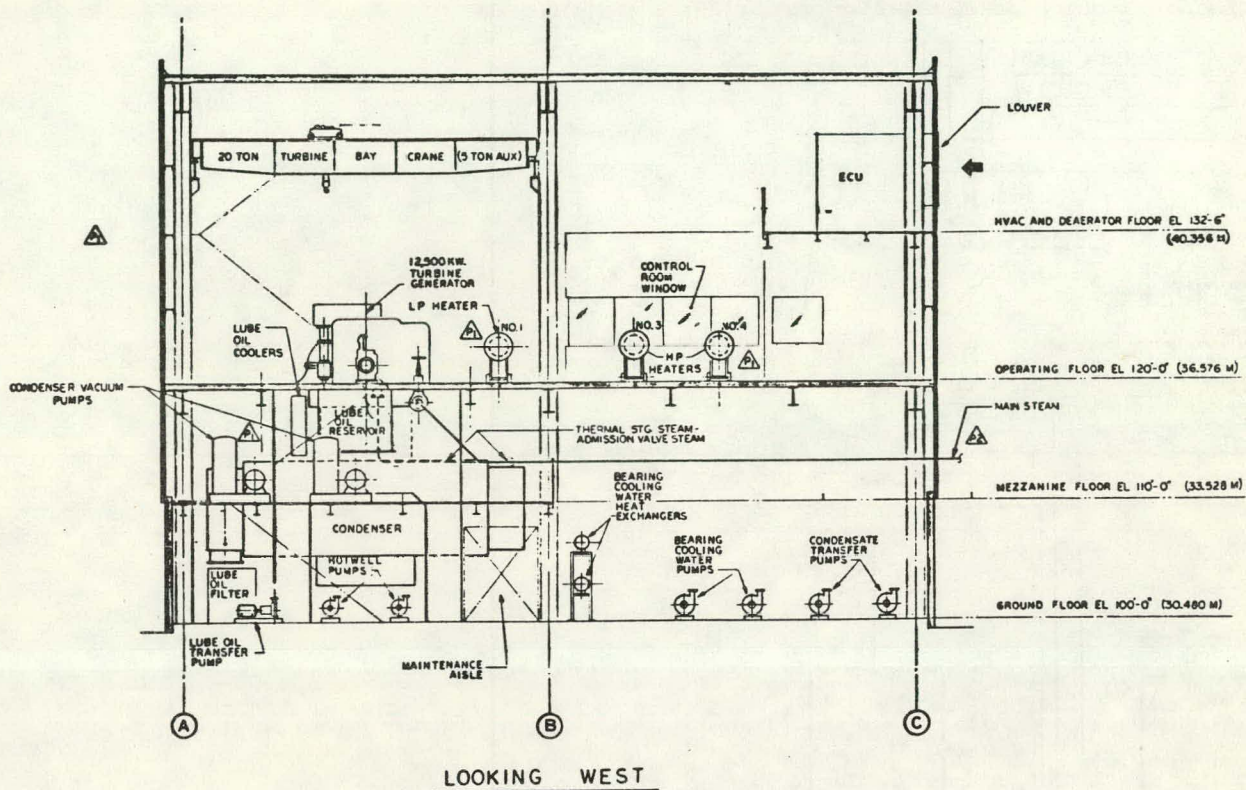 LOUVER
20 TON TURBINE BAY CRANE (5 TON AUX)
ECU
HVAC AND DEAERATOR FLOOR EL 132'-6"
(40.356 M)
P1
12,500 KW.
TURBINE
GENERATOR
CONTROL
ROOM
WINDOW
LP HEATER
NO.1
P1
NO.3
NO.4
P1
LUBE
OIL
COOLERS
HP
HEATERS
OPERATING FLOOR EL 120'-0" (36.576 M)
CONDENSER VACUUM
PUMPS
MAIN STEAM
P1
LUBE
OIL
RESERVOIR
THERMAL STG STEAM-
ADMISSION VALVE STEAM
P2
BEARING
COOLING
WATER
HEAT
EXCHANGERS
MEZZANINE FLOOR EL 110'-0" (33.528 M)
CONDENSER
BEARING
COOLING
WATER
PUMPS
CONDENSATE
TRANSFER
PUMPS
HOTWELL
PUMPS
LUBE
OIL
FILTER
GROUND FLOOR EL 100'-0" (30.480 M)
LUBE OIL
TRANSFER
PUMP
MAINTENANCE
AISLE
A
B
C
LOOKING WEST